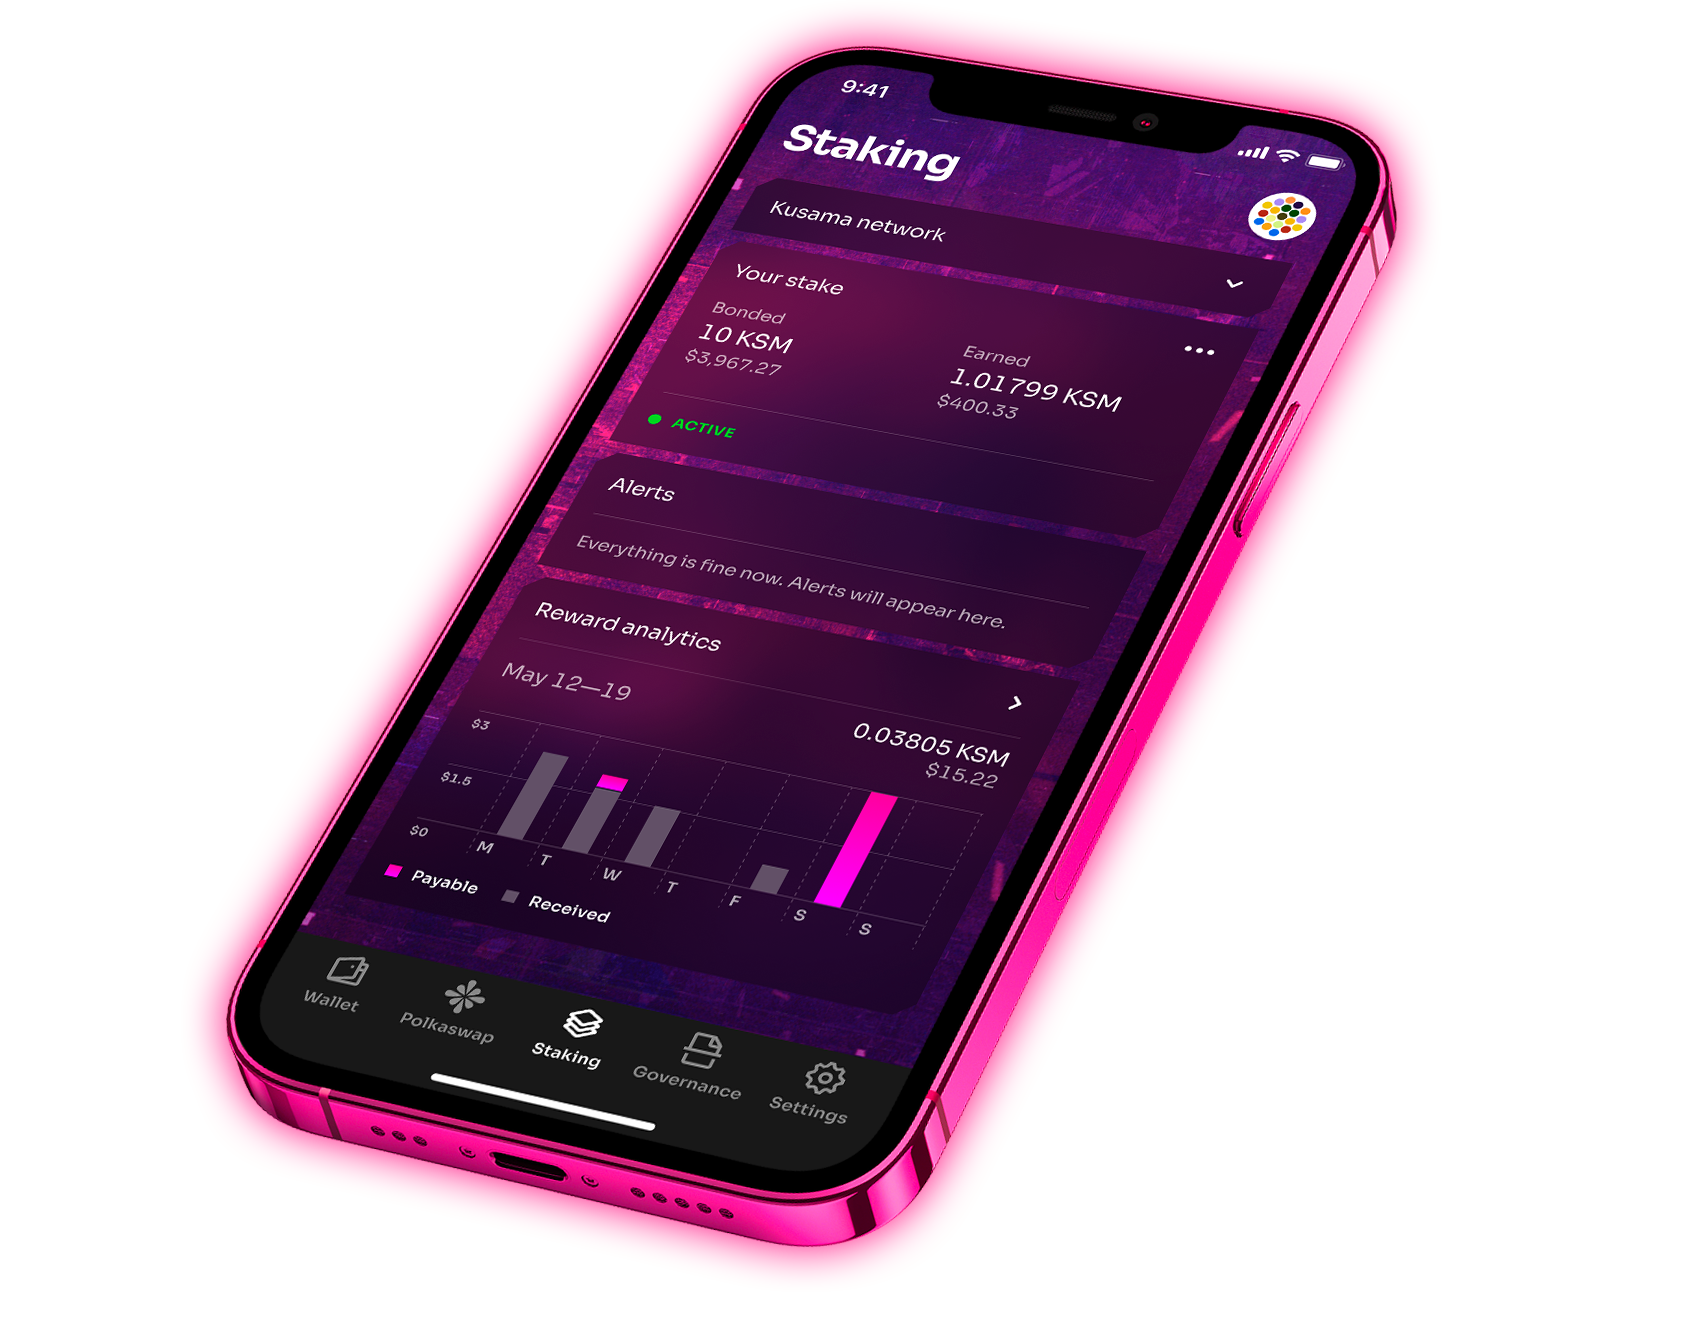 9:41
Staking
Kusama network
Your stake
Bonded
10 KSM
$3,967.27
Earned
1.01799 KSM
$400.33
ACTIVE
Alerts
Everything is fine now. Alerts will appear here.
Reward analytics
May 12—19
0.03805 KSM
$15.22
$3
$1.5
$0
M T W T F S S
Payable
Received
Wallet
Polkaswap
Staking
Governance
Settings